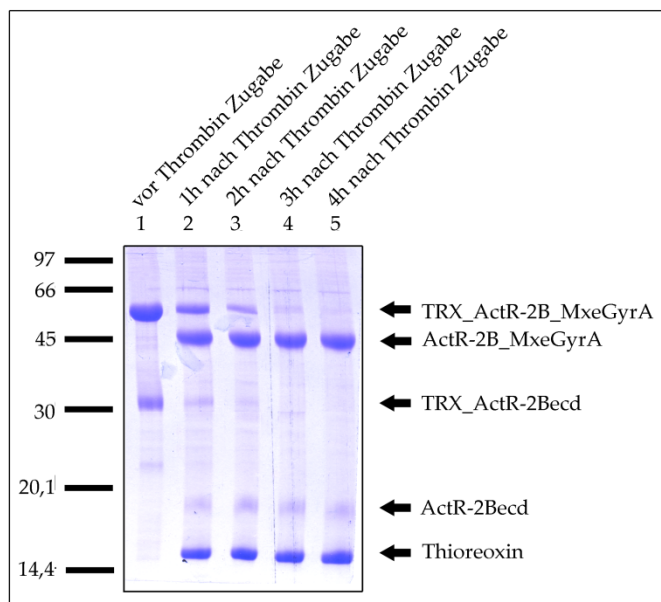 vor Thrombin Zugabe
1h nach Thrombin Zugabe
2h nach Thrombin Zugabe
3h nach Thrombin Zugabe
4h nach Thrombin Zugabe
1 2 3 4 5
97
66
TRX_ActR-2B_MxeGyrA
45
ActR-2B_MxeGyrA
30
TRX_ActR-2Becd
20,1
ActR-2Becd
Thioreoxin
14,4